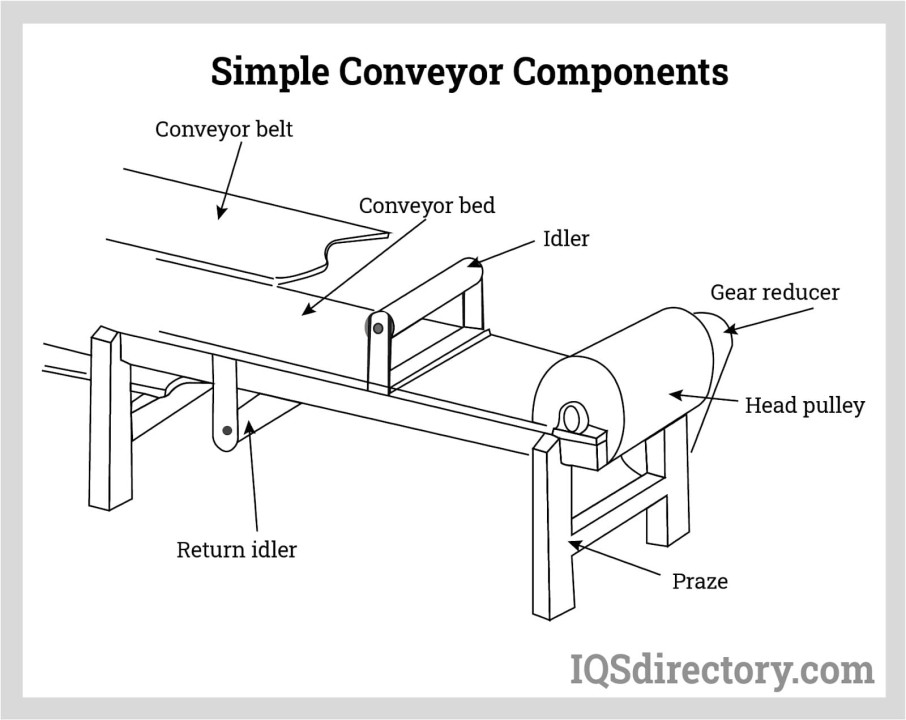 Simple Conveyor Components
Conveyor belt
Conveyor bed
Idler
Gear reducer
Head pulley
Return idler
Praze
IQSdirectory.com